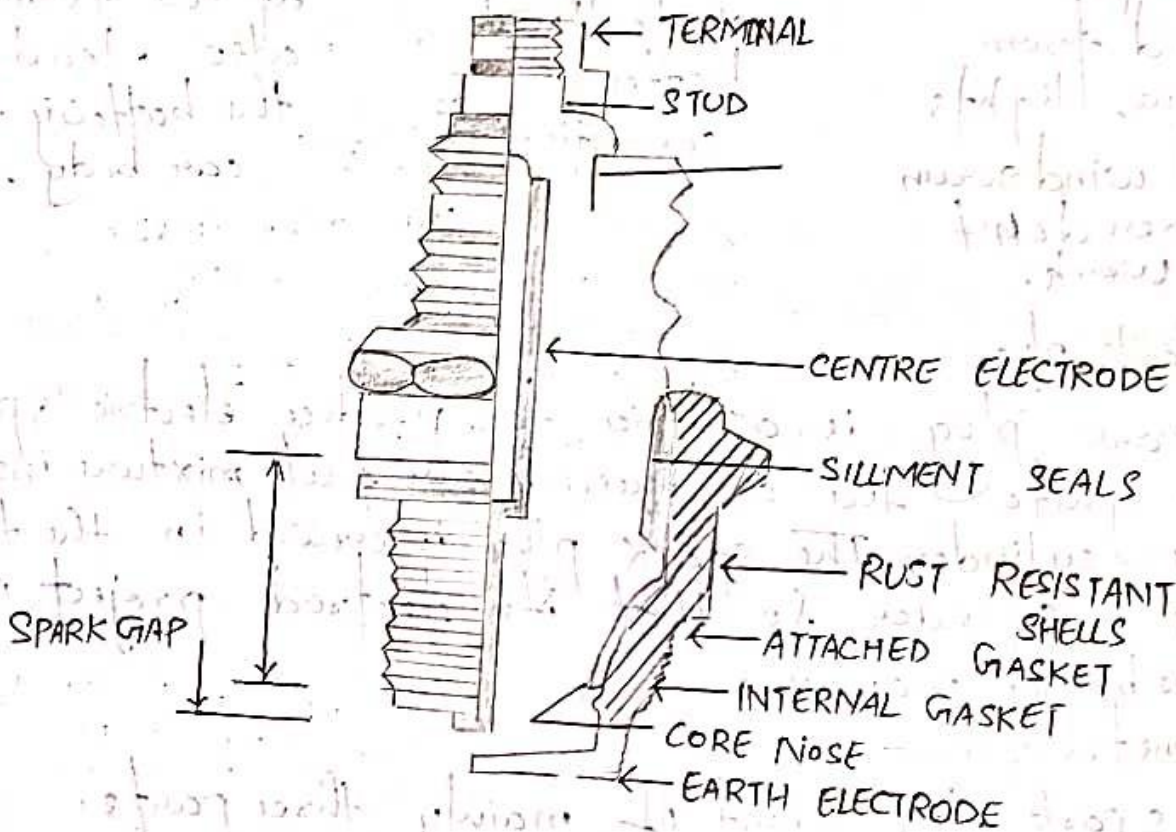 TERMINAL
STUD
CENTRE ELECTRODE
SILLMENT SEALS
RUST RESISTANT
SHELLS
ATTACHED GASKET
INTERNAL GASKET
CORE NOSE
EARTH ELECTRODE
SPARK GAP